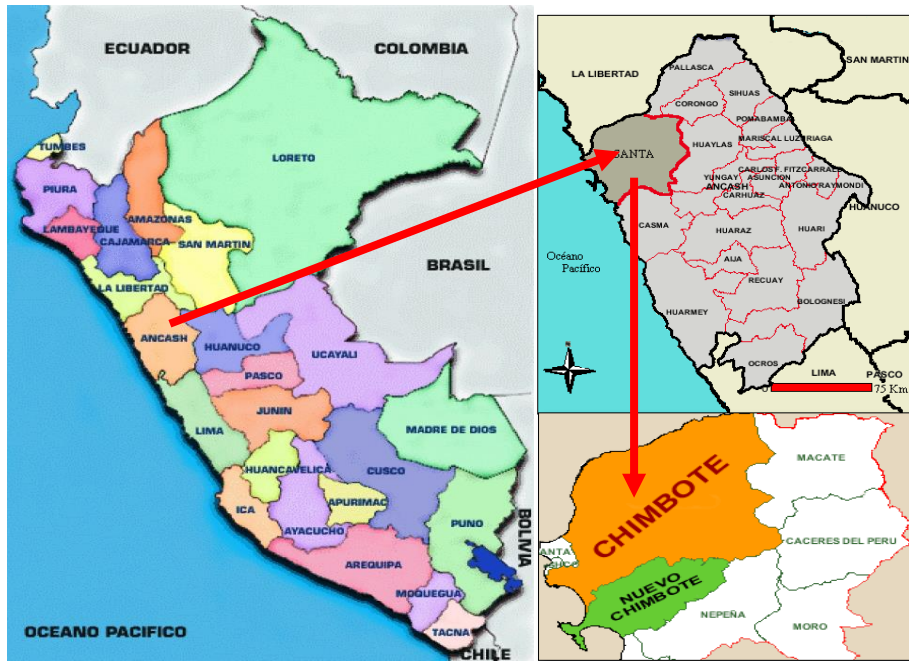 ECUADOR
COLOMBIA
TUMBES
LORETO
PIURA
AMAZONAS
LAMBAYEQUE
CAJAMARCA
SAN MARTIN
BRASIL
LA LIBERTAD
ANCASH
HUANUCO
UCAYALI
PASCO
JUNIN
LIMA
MADRE DE DIOS
HUANCAVELICA
CUSCO
ICA
APURIMAC
AYACUCHO
PUNO
BOLIVIA
AREQUIPA
MOQUEGUA
OCEANO PACIFICO
TACNA
CHILE
LA LIBERTAD
SAN MARTIN
PALLASCA
SIHUAS
CORONGO
POMABAMBA
MARISCAL LUZURIAGA
HUAYLAS
SANTA
CARLOS F. FITZCARRALD
YUNGAY
ASUNCION
ANTONIO RAYMONDI
ANCASH
CARHUAZ
HUANUCO
CASMA
HUARAZ
HUARI
Océano
Pacífico
AIJA
RECUAY
BOLOGNESI
HUARMEY
OCROS
LIMA
PASCO
0
75 Km
MACATE
CHIMBOTE
CACERES DEL PERU
ANTA
NUEVO
CHIMBOTE
NEPEÑA
MORO